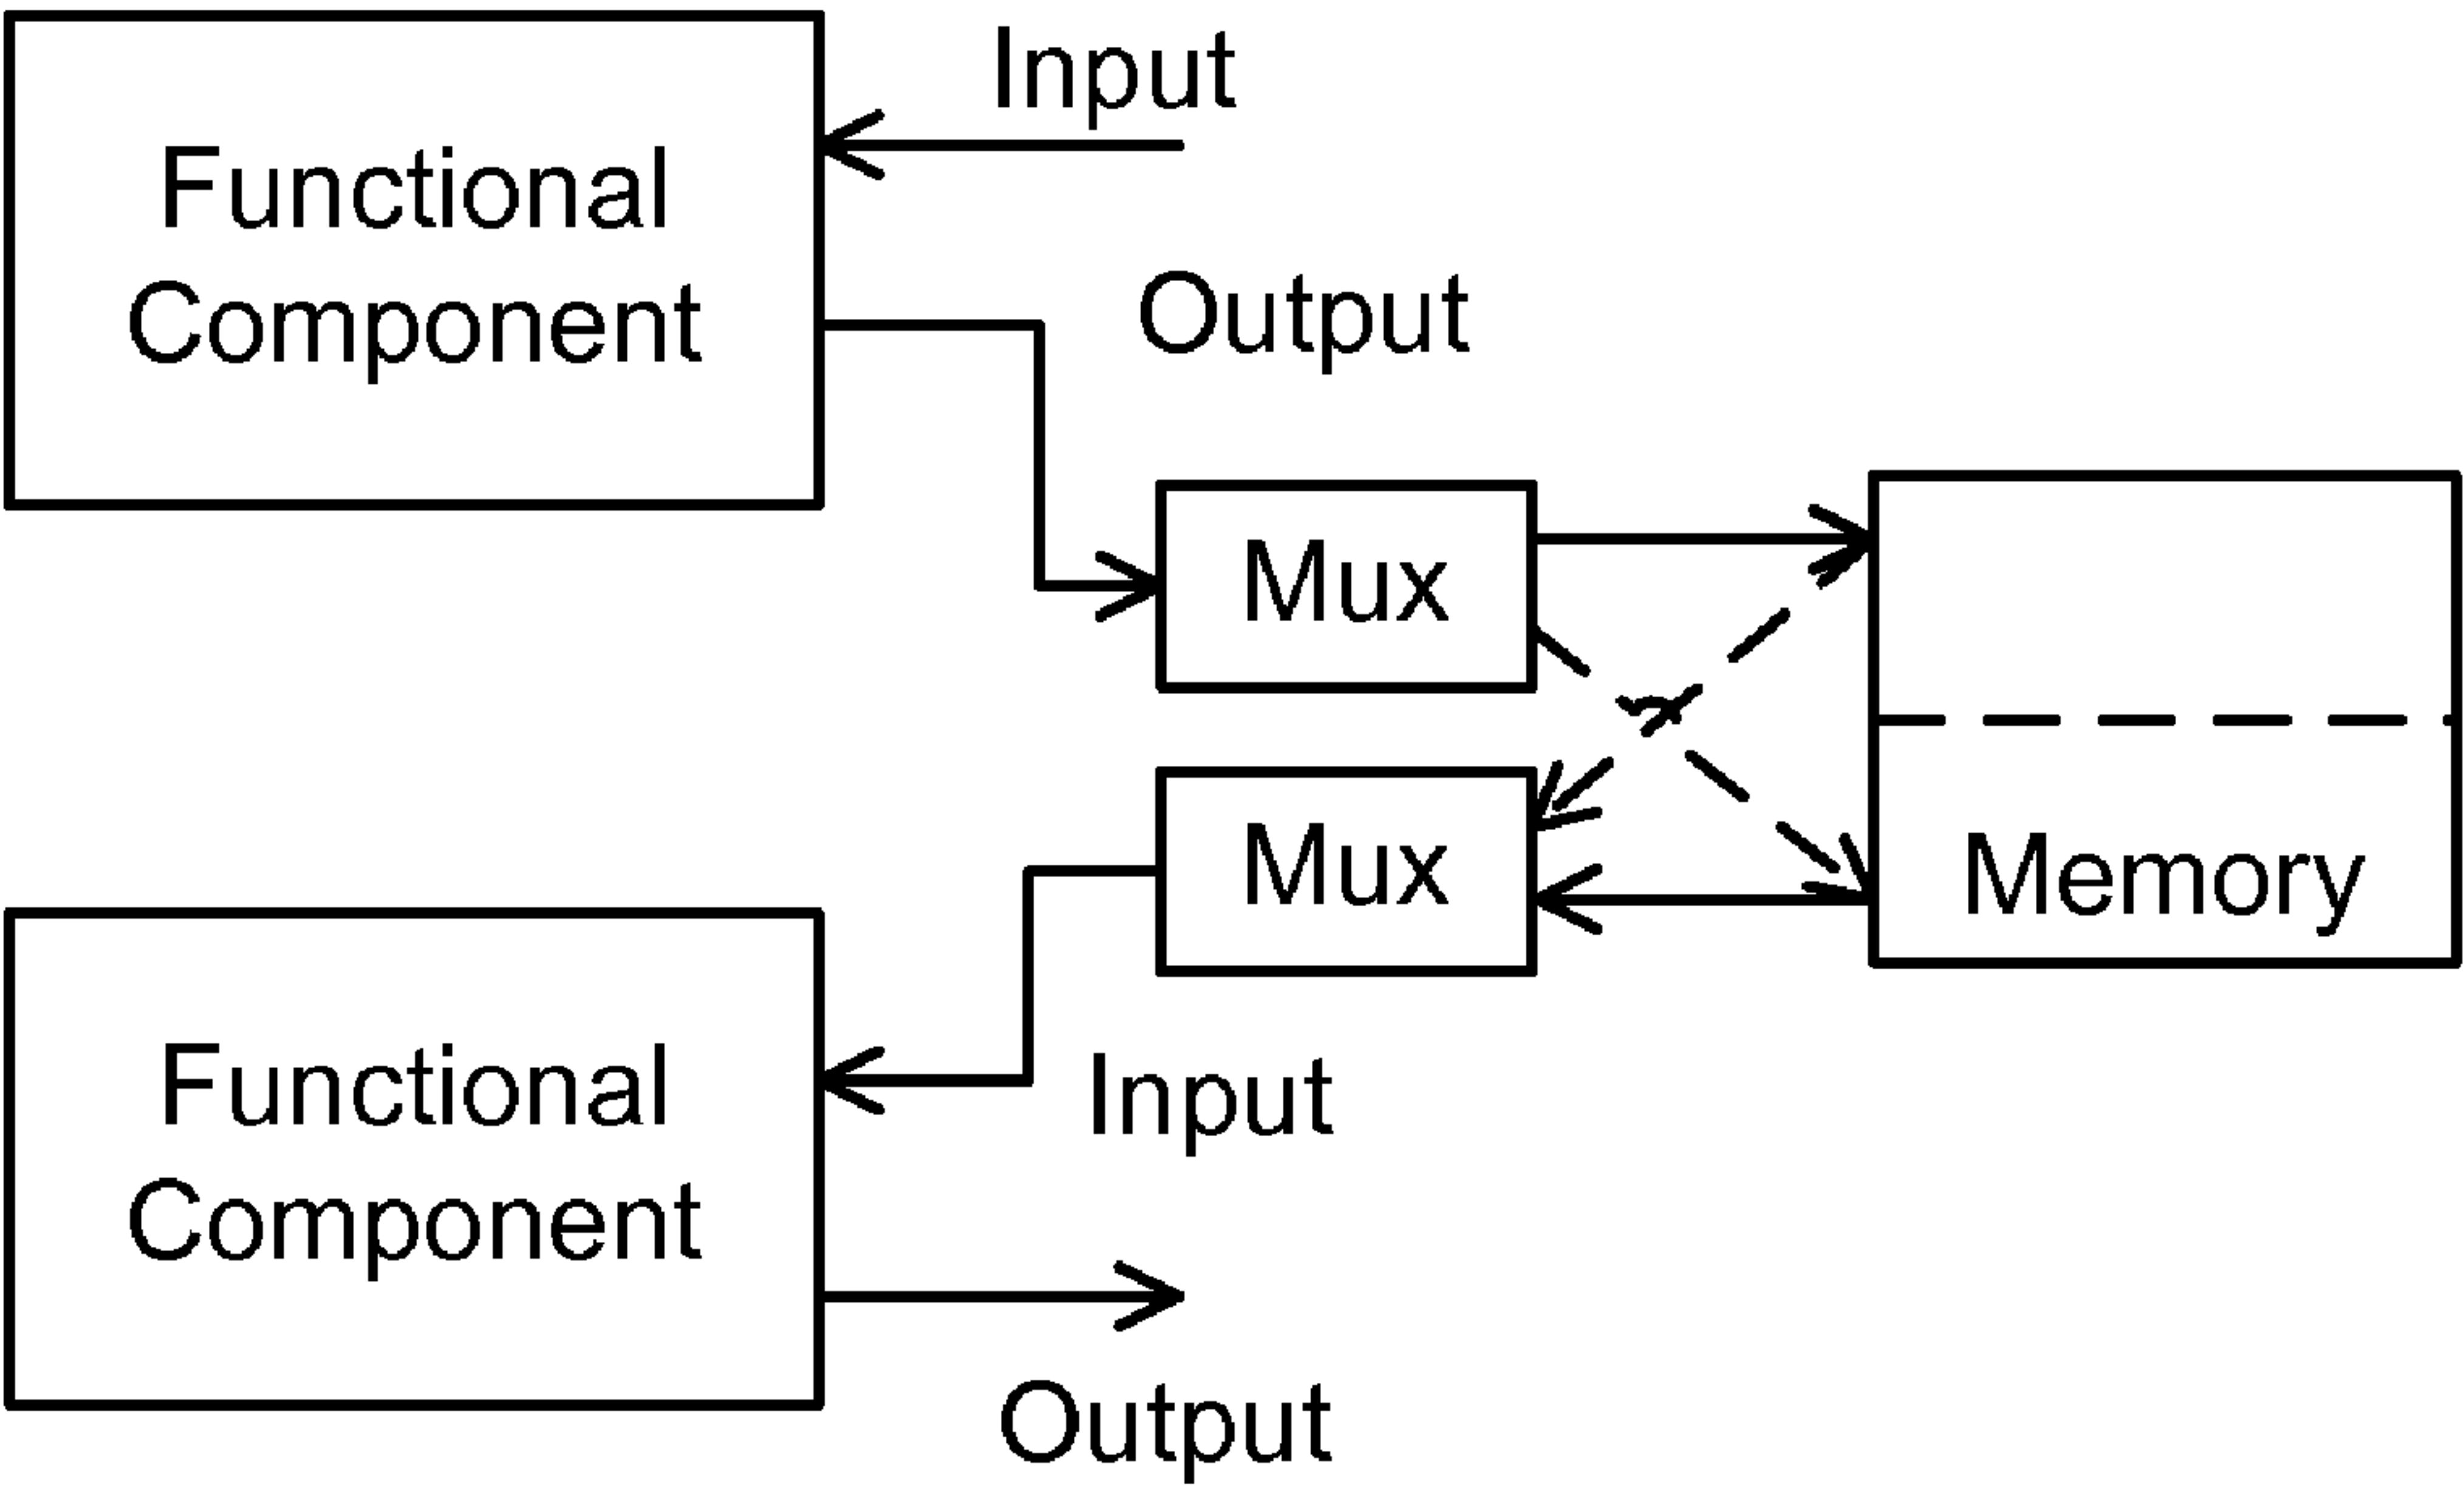 Input
Functional
Component
Output
Mux
Mux
Memory
Functional
Component
Input
Output